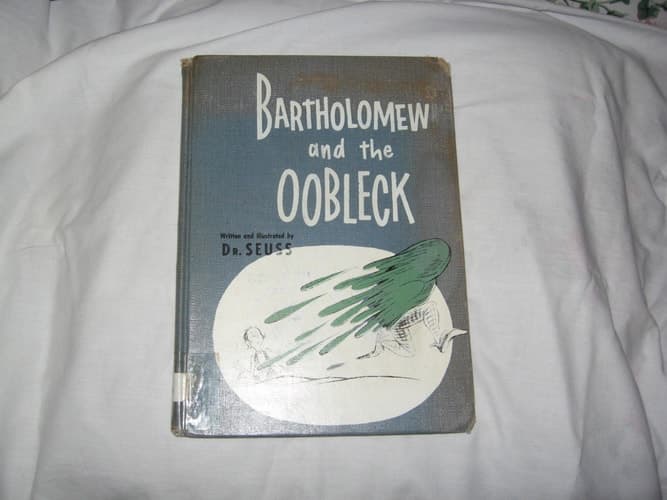 BARTHOLOMEW
and the
OOBLECK
Written and illustrated by
DR. SEUSS